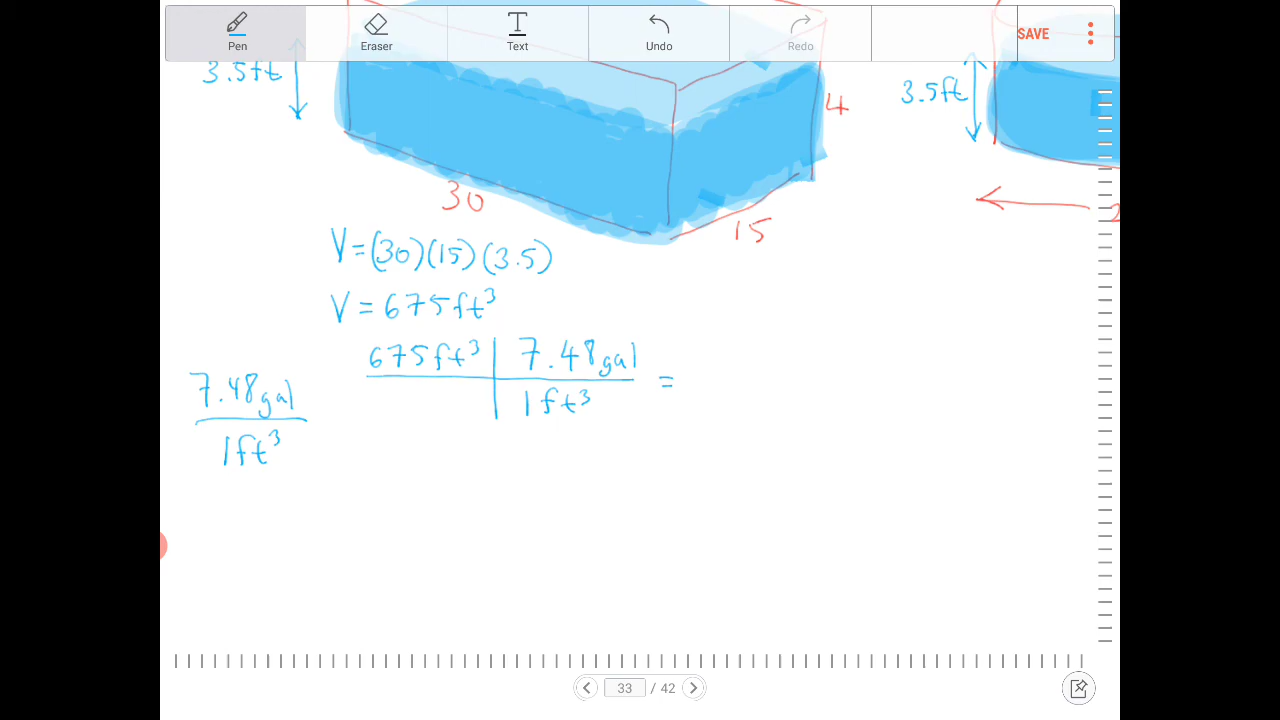 Pen Eraser Text Undo Redo SAVE
3.5ft
4
3.5ft
30
15
2
V=(30)(15)(3.5)
V=675ft³
675ft³ | 7.48gal
1ft³ =
7.48gal
1ft³
33 / 42